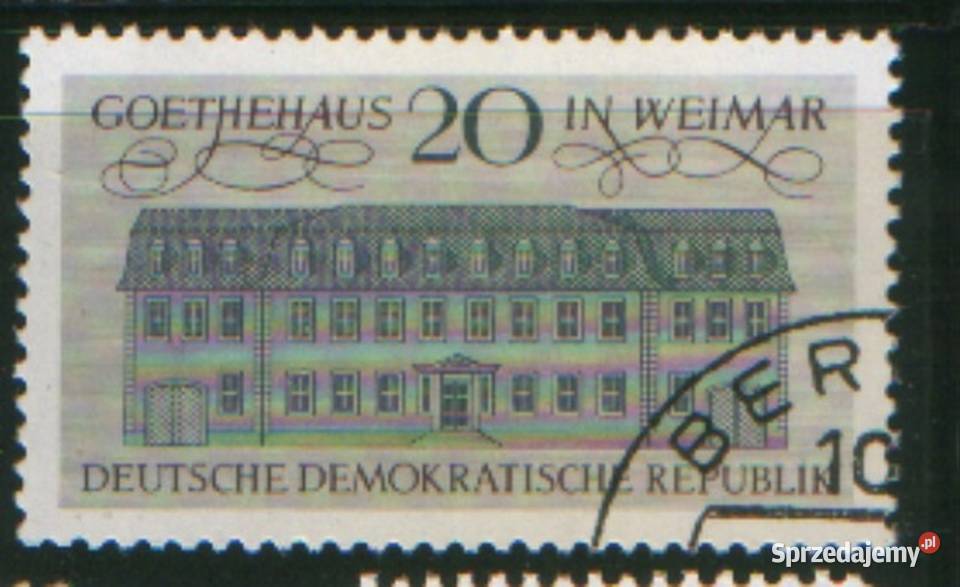 GOETHEHAUS 20 IN WEIMAR
DEUTSCHE DEMOKRATISCHE REPUBLIK
BER
10
Sprzedajemy.pl